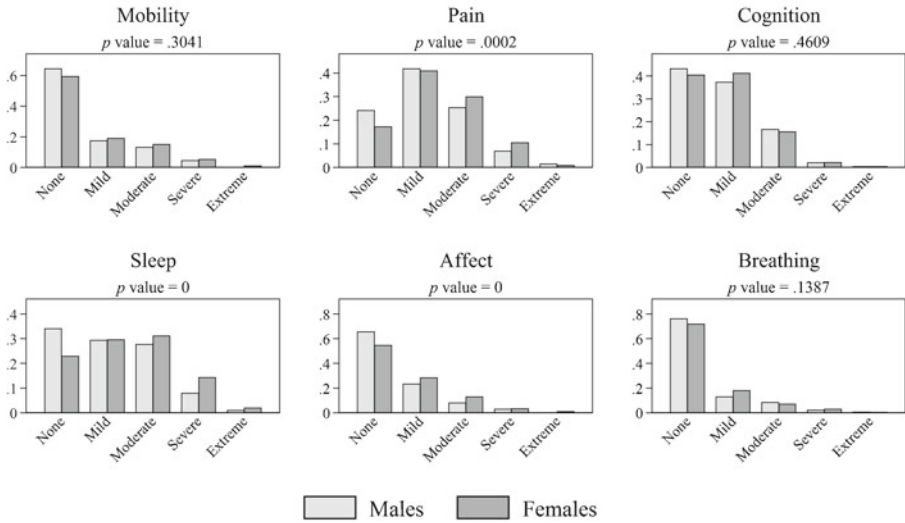 Mobility
p value = .3041
.6
.4
.2
0
None
Mild
Moderate
Severe
Extreme
Pain
p value = .0002
.4
.3
.2
.1
0
None
Mild
Moderate
Severe
Extreme
Cognition
p value = .4609
.4
.3
.2
.1
0
None
Mild
Moderate
Severe
Extreme
Sleep
p value = 0
.4
.3
.2
.1
0
None
Mild
Moderate
Severe
Extreme
Affect
p value = 0
.8
.6
.4
.2
0
None
Mild
Moderate
Severe
Extreme
Breathing
p value = .1387
.8
.6
.4
.2
0
None
Mild
Moderate
Severe
Extreme
Males
Females